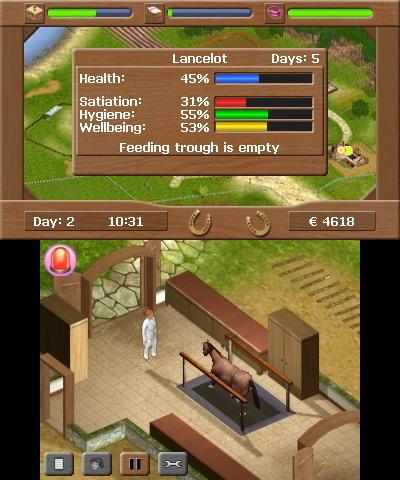 Lancelot Days: 5
Health: 45%
Satiation: 31%
Hygiene: 55%
Wellbeing: 53%
Feeding trough is empty
Day: 2 10:31 € 4618